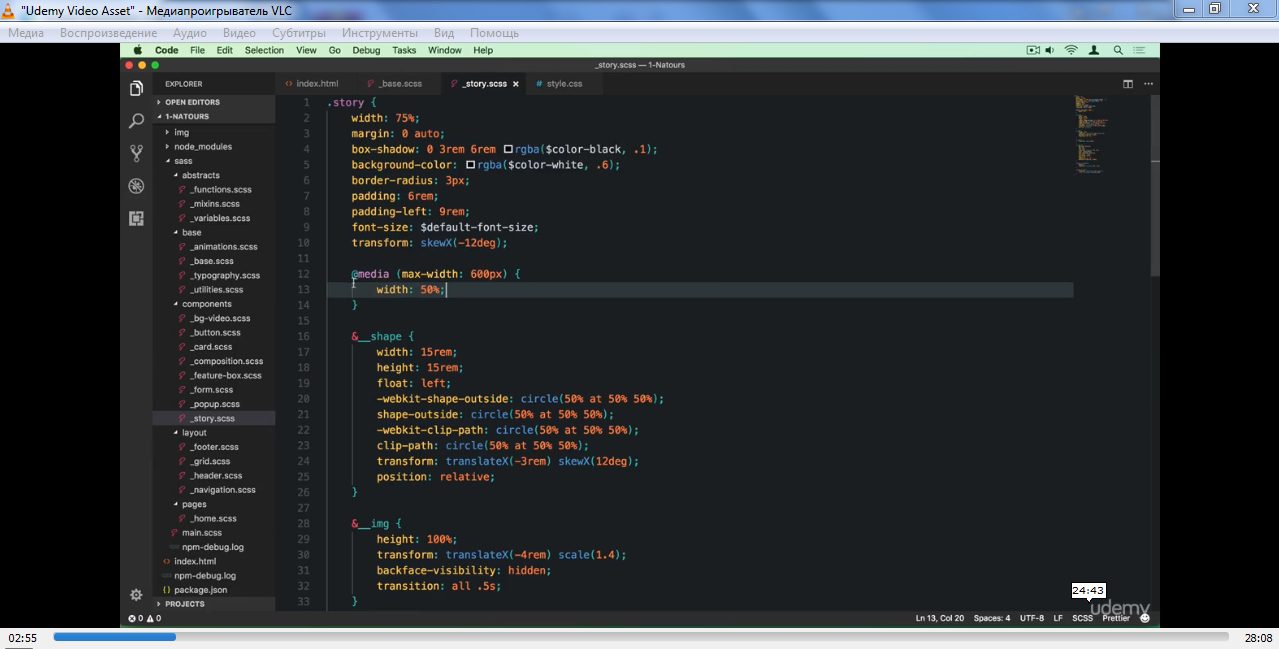 "Udemy Video Asset" - Медиапроигрыватель VLC
Медиа Воспроизведение Аудио Видео Субтитры Инструменты Вид Помощь
Code File Edit Selection View Go Debug Tasks Window Help
_story.scss — 1-Natours
EXPLORER
OPEN EDITORS
1-NATOURS
img
node_modules
sass
abstracts
_functions.scss
_mixins.scss
_variables.scss
base
_animations.scss
_base.scss
_typography.scss
_utilities.scss
components
_bg-video.scss
_button.scss
_card.scss
_composition.scss
_feature-box.scss
_form.scss
_popup.scss
_story.scss
layout
_footer.scss
_grid.scss
_header.scss
_navigation.scss
pages
_home.scss
main.scss
npm-debug.log
index.html
npm-debug.log
package.json
PROJECTS
index.html _base.scss _story.scss style.css
1 .story {
2 width: 75%;
3 margin: 0 auto;
4 box-shadow: 0 3rem 6rem rgba($color-black, .1);
5 background-color: rgba($color-white, .6);
6 border-radius: 3px;
7 padding: 6rem;
8 padding-left: 9rem;
9 font-size: $default-font-size;
10 transform: skewX(-12deg);
11
12 @media (max-width: 600px) {
13 width: 50%;
14 }
15
16 &__shape {
17 width: 15rem;
18 height: 15rem;
19 float: left;
20 -webkit-shape-outside: circle(50% at 50% 50%);
21 shape-outside: circle(50% at 50% 50%);
22 -webkit-clip-path: circle(50% at 50% 50%);
23 clip-path: circle(50% at 50% 50%);
24 transform: translateX(-3rem) skewX(12deg);
25 position: relative;
26 }
27
28 &__img {
29 height: 100%;
30 transform: translateX(-4rem) scale(1.4);
31 backface-visibility: hidden;
32 transition: all .5s;
33 }
24:43
udemy
0 0 Ln 13, Col 20 Spaces: 4 UTF-8 LF SCSS Prettier
02:55 28:08